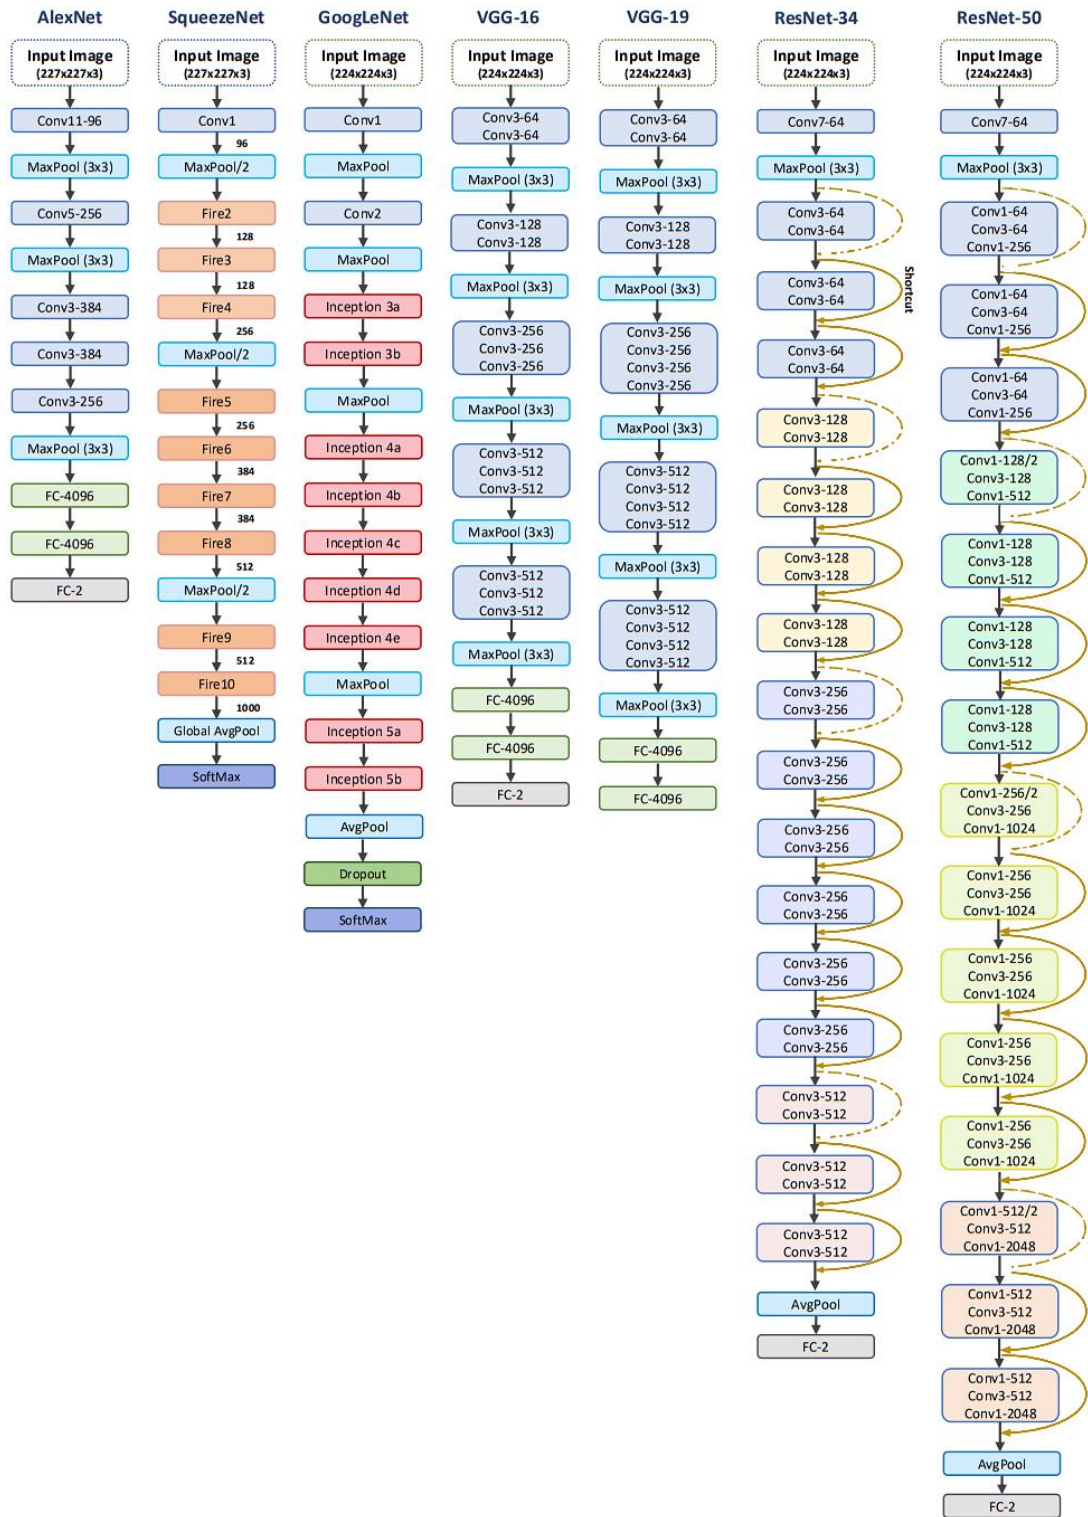 AlexNet
Input Image
(227x227x3)
Conv11-96
MaxPool (3x3)
Conv5-256
MaxPool (3x3)
Conv3-384
Conv3-384
Conv3-256
MaxPool (3x3)
FC-4096
FC-4096
FC-2
SqueezeNet
Input Image
(227x227x3)
Conv1
96
MaxPool/2
Fire2
128
Fire3
128
Fire4
256
MaxPool/2
Fire5
256
Fire6
384
Fire7
384
Fire8
512
MaxPool/2
Fire9
512
Fire10
1000
Global AvgPool
SoftMax
GoogLeNet
Input Image
(224x224x3)
Conv1
MaxPool
Conv2
MaxPool
Inception 3a
Inception 3b
MaxPool
Inception 4a
Inception 4b
Inception 4c
Inception 4d
Inception 4e
MaxPool
Inception 5a
Inception 5b
AvgPool
Dropout
SoftMax
VGG-16
Input Image
(224x224x3)
Conv3-64
Conv3-64
MaxPool (3x3)
Conv3-128
Conv3-128
MaxPool (3x3)
Conv3-256
Conv3-256
Conv3-256
MaxPool (3x3)
Conv3-512
Conv3-512
Conv3-512
MaxPool (3x3)
Conv3-512
Conv3-512
Conv3-512
MaxPool (3x3)
FC-4096
FC-4096
FC-2
VGG-19
Input Image
(224x224x3)
Conv3-64
Conv3-64
MaxPool (3x3)
Conv3-128
Conv3-128
MaxPool (3x3)
Conv3-256
Conv3-256
Conv3-256
Conv3-256
MaxPool (3x3)
Conv3-512
Conv3-512
Conv3-512
Conv3-512
MaxPool (3x3)
Conv3-512
Conv3-512
Conv3-512
Conv3-512
MaxPool (3x3)
FC-4096
FC-4096
ResNet-34
Input Image
(224x224x3)
Conv7-64
MaxPool (3x3)
Conv3-64
Conv3-64
Shortcut
Conv3-64
Conv3-64
Conv3-64
Conv3-64
Conv3-128
Conv3-128
Conv3-128
Conv3-128
Conv3-128
Conv3-128
Conv3-128
Conv3-128
Conv3-256
Conv3-256
Conv3-256
Conv3-256
Conv3-256
Conv3-256
Conv3-256
Conv3-256
Conv3-256
Conv3-256
Conv3-256
Conv3-256
Conv3-512
Conv3-512
Conv3-512
Conv3-512
Conv3-512
Conv3-512
AvgPool
FC-2
ResNet-50
Input Image
(224x224x3)
Conv7-64
MaxPool (3x3)
Conv1-64
Conv3-64
Conv1-256
Conv1-64
Conv3-64
Conv1-256
Conv1-64
Conv3-64
Conv1-256
Conv1-128/2
Conv3-128
Conv1-512
Conv1-128
Conv3-128
Conv1-512
Conv1-128
Conv3-128
Conv1-512
Conv1-128
Conv3-128
Conv1-512
Conv1-256/2
Conv3-256
Conv1-1024
Conv1-256
Conv3-256
Conv1-1024
Conv1-256
Conv3-256
Conv1-1024
Conv1-256
Conv3-256
Conv1-1024
Conv1-256
Conv3-256
Conv1-1024
Conv1-512/2
Conv3-512
Conv1-2048
Conv1-512
Conv3-512
Conv1-2048
Conv1-512
Conv3-512
Conv1-2048
AvgPool
FC-2